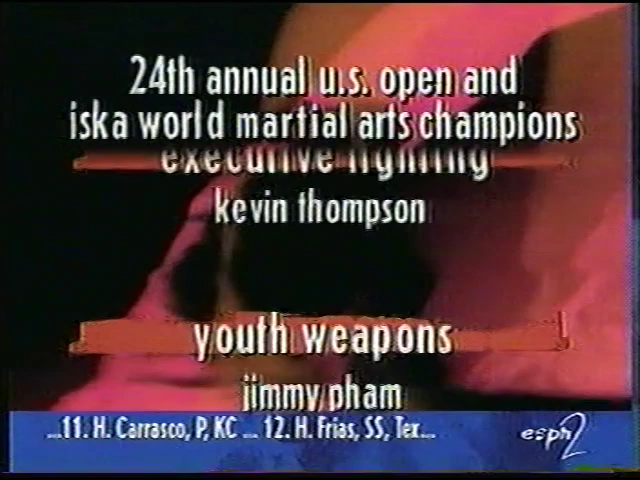 24th annual u.s. open and
iska world martial arts champions
executive fighting
kevin thompson
youth weapons
jimmy pham
...11. H. Carrasco, P, KC ... 12. H. Frias, SS, Tex...
espn2